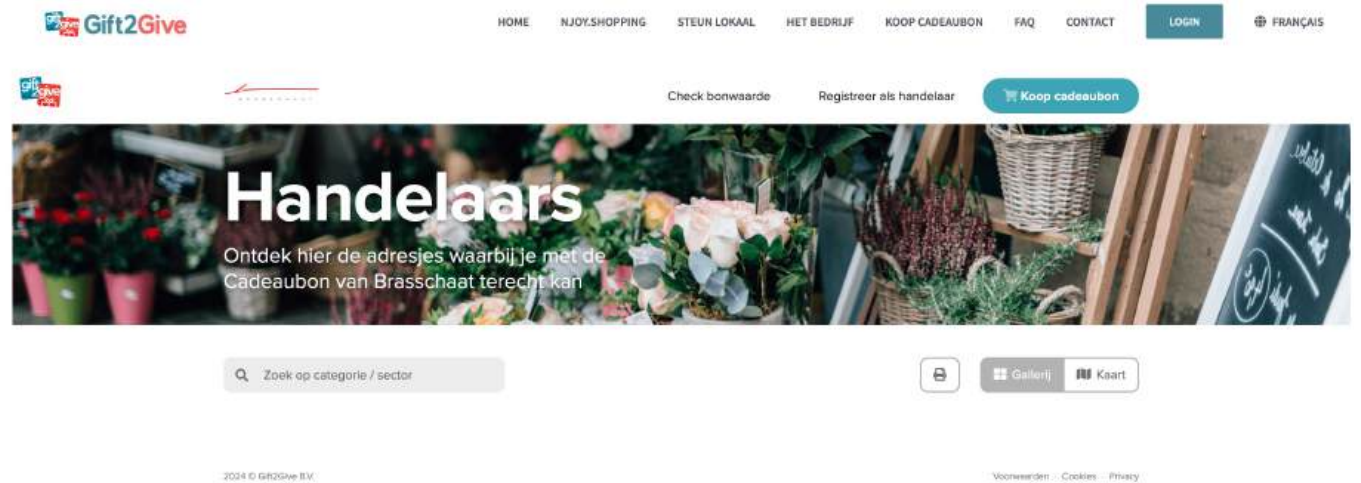 gift2give Gift2Give HOME NJOY.SHOPPING STEUN LOKAAL HET BEDRIJF KOOP CADEAUBON FAQ CONTACT LOGIN FRANÇAIS
gift2give Check bonwaarde Registreer als handelaar Koop cadeaubon
Handelaars
Ontdek hier de adresjes waarbij je met de
Cadeaubon van Brasschaat terecht kan
Zoek op categorie / sector Gallerij Kaart
2024 © Gift2Give B.V. Voorwaarden Cookies Privacy